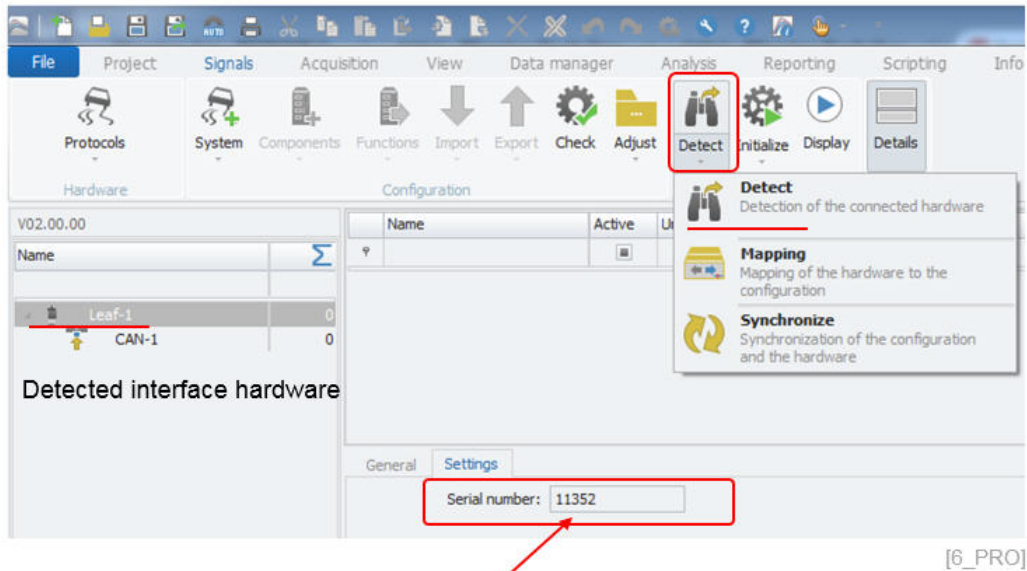 AUTO
File Project Signals Acquisition View Data manager Analysis Reporting Scripting Info
Protocols System Components Functions Import Export Check Adjust Detect Initialize Display Details
Hardware Configuration
V02.00.00
Name
Leaf-1 0
CAN-1 0
Detected interface hardware
Name Active
Detect
Detection of the connected hardware
Mapping
Mapping of the hardware to the
configuration
Synchronize
Synchronization of the configuration
and the hardware
General Settings
Serial number: 11352
[6_PRO]